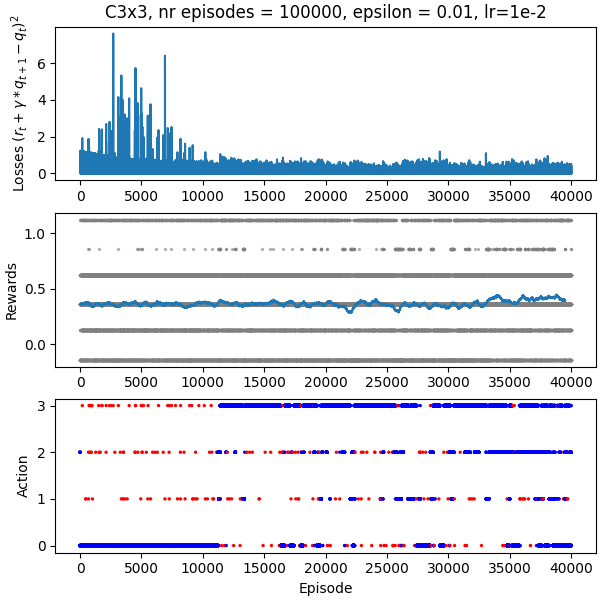 C3x3, nr episodes = 100000, epsilon = 0.01, lr=1e-2
Losses $(r_t + \gamma * q_{t+1} - q_t)^2$
6
4
2
0
0 5000 10000 15000 20000 25000 30000 35000 40000
Rewards
1.0
0.5
0.0
0 5000 10000 15000 20000 25000 30000 35000 40000
Action
3
2
1
0
0 5000 10000 15000 20000 25000 30000 35000 40000
Episode